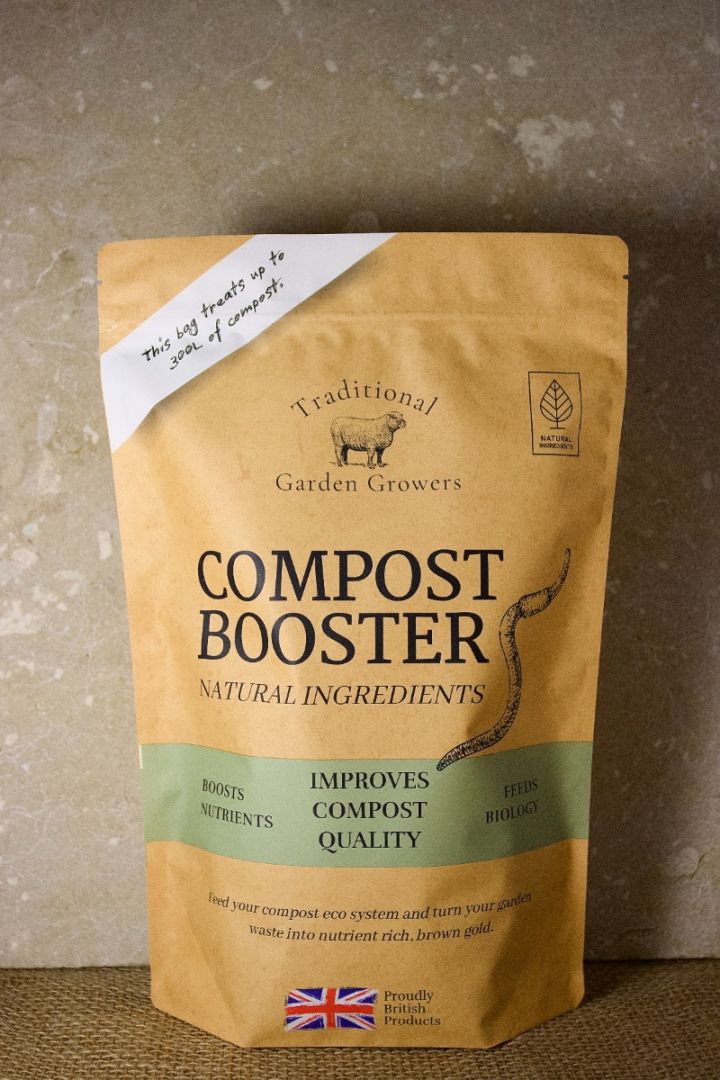 This bag treats up to
300L of compost.
Traditional
Garden Growers
NATURAL
INGREDIENTS
COMPOST
BOOSTER
NATURAL INGREDIENTS
BOOSTS
NUTRIENTS
IMPROVES
COMPOST
QUALITY
FEEDS
BIOLOGY
Feed your compost eco system and turn your garden
waste into nutrient rich, brown gold.
Proudly
British
Products